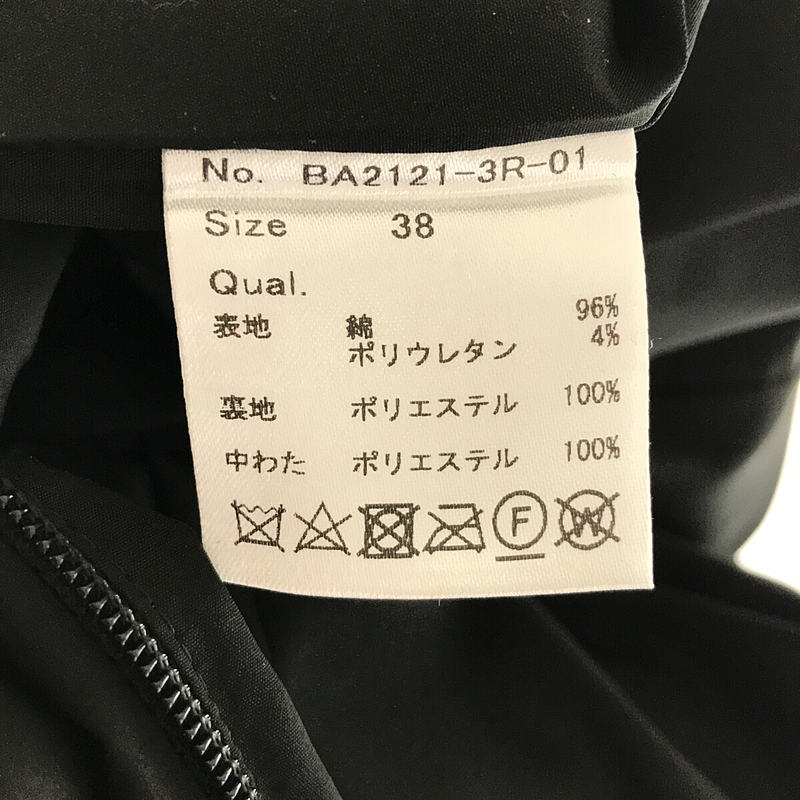 No. BA2121-3R-01
Size 38
Qual.
表地 綿 96%
ポリウレタン 4%
裏地 ポリエステル 100%
中わた ポリエステル 100%
F W